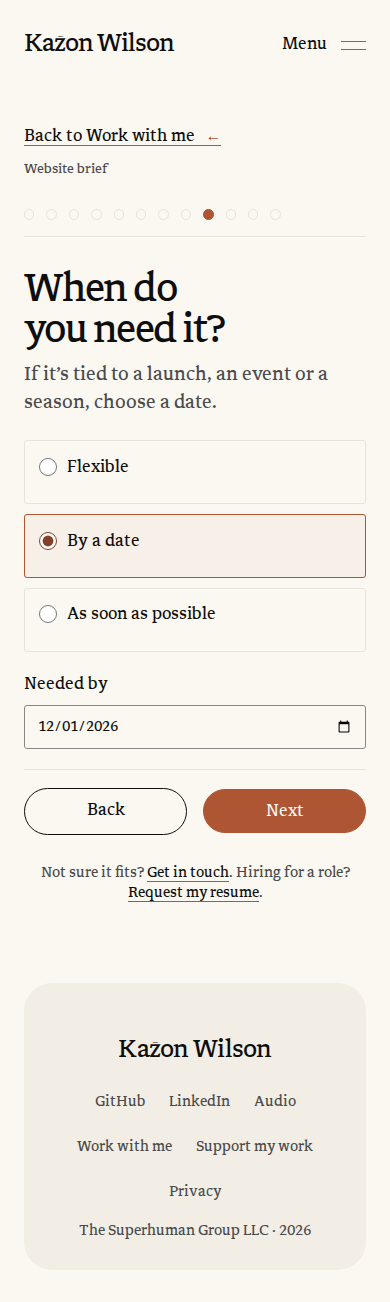 Kažon Wilson
Menu
Back to Work with me ←
Website brief
When do
you need it?
If it’s tied to a launch, an event or a
season, choose a date.
Flexible
By a date
As soon as possible
Needed by
12/01/2026
Back
Next
Not sure it fits? Get in touch. Hiring for a role?
Request my resume.
Kažon Wilson
GitHub LinkedIn Audio
Work with me Support my work
Privacy
The Superhuman Group LLC · 2026